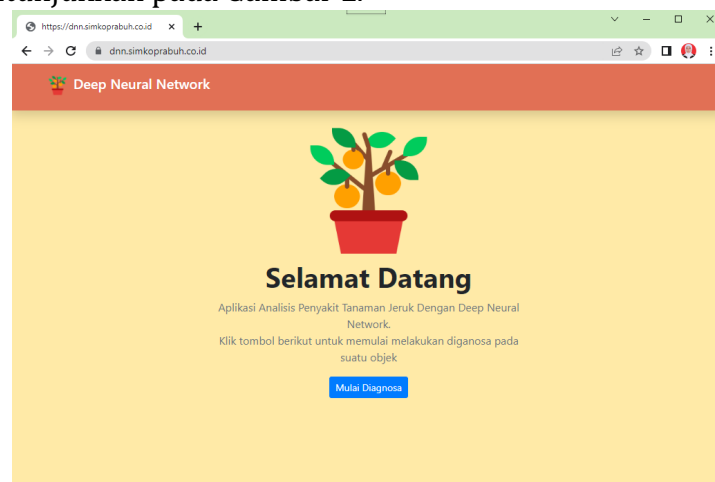 https://dnn.simkoprabuh.co.id
dnn.simkoprabuh.co.id
Deep Neural Network
Selamat Datang
Aplikasi Analisis Penyakit Tanaman Jeruk Dengan Deep Neural
Network.
Klik tombol berikut untuk memulai melakukan diganosa pada
suatu objek
Mulai Diagnosa